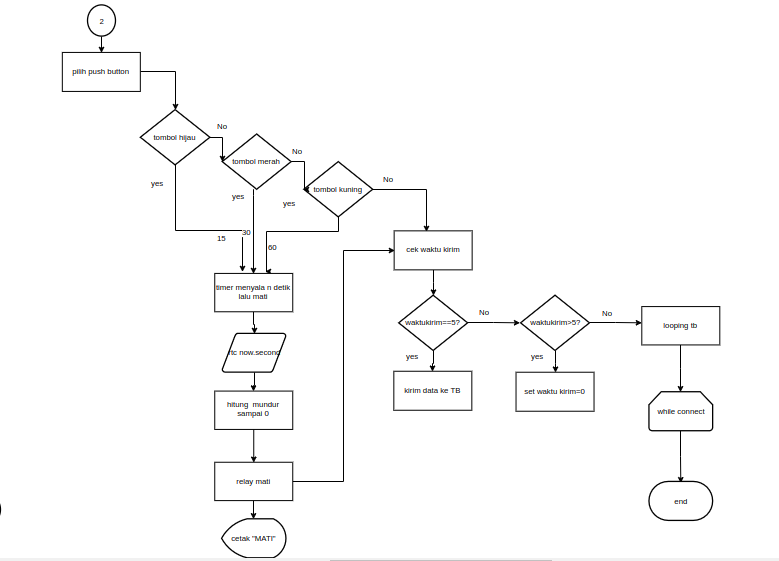 2
pilih push button
tombol hijau
No
yes
tombol merah
No
yes
tombol kuning
No
yes
15
30
60
timer menyala n detik
lalu mati
rtc now.second
hitung mundur
sampai 0
relay mati
cetak "MATI"
cek waktu kirim
waktukirim==5?
No
yes
kirim data ke TB
waktukirim>5?
No
yes
set waktu kirim=0
looping tb
while connect
end